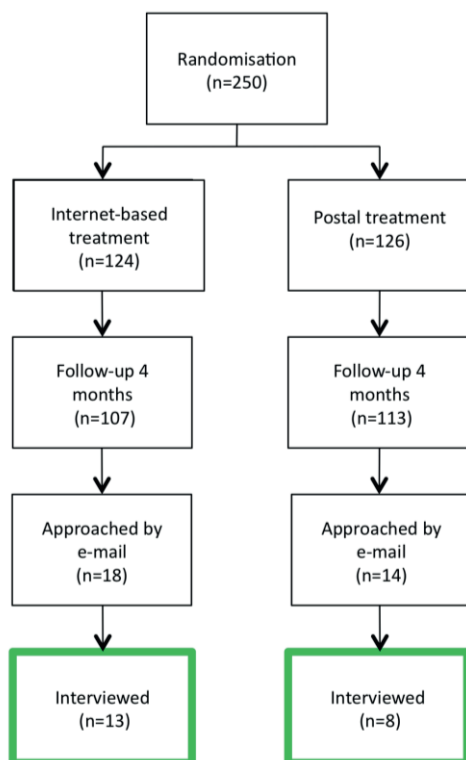 Randomisation
(n=250)
Internet-based
treatment
(n=124)
Postal treatment
(n=126)
Follow-up 4
months
(n=107)
Follow-up 4
months
(n=113)
Approached by
e-mail
(n=18)
Approached by
e-mail
(n=14)
Interviewed
(n=13)
Interviewed
(n=8)